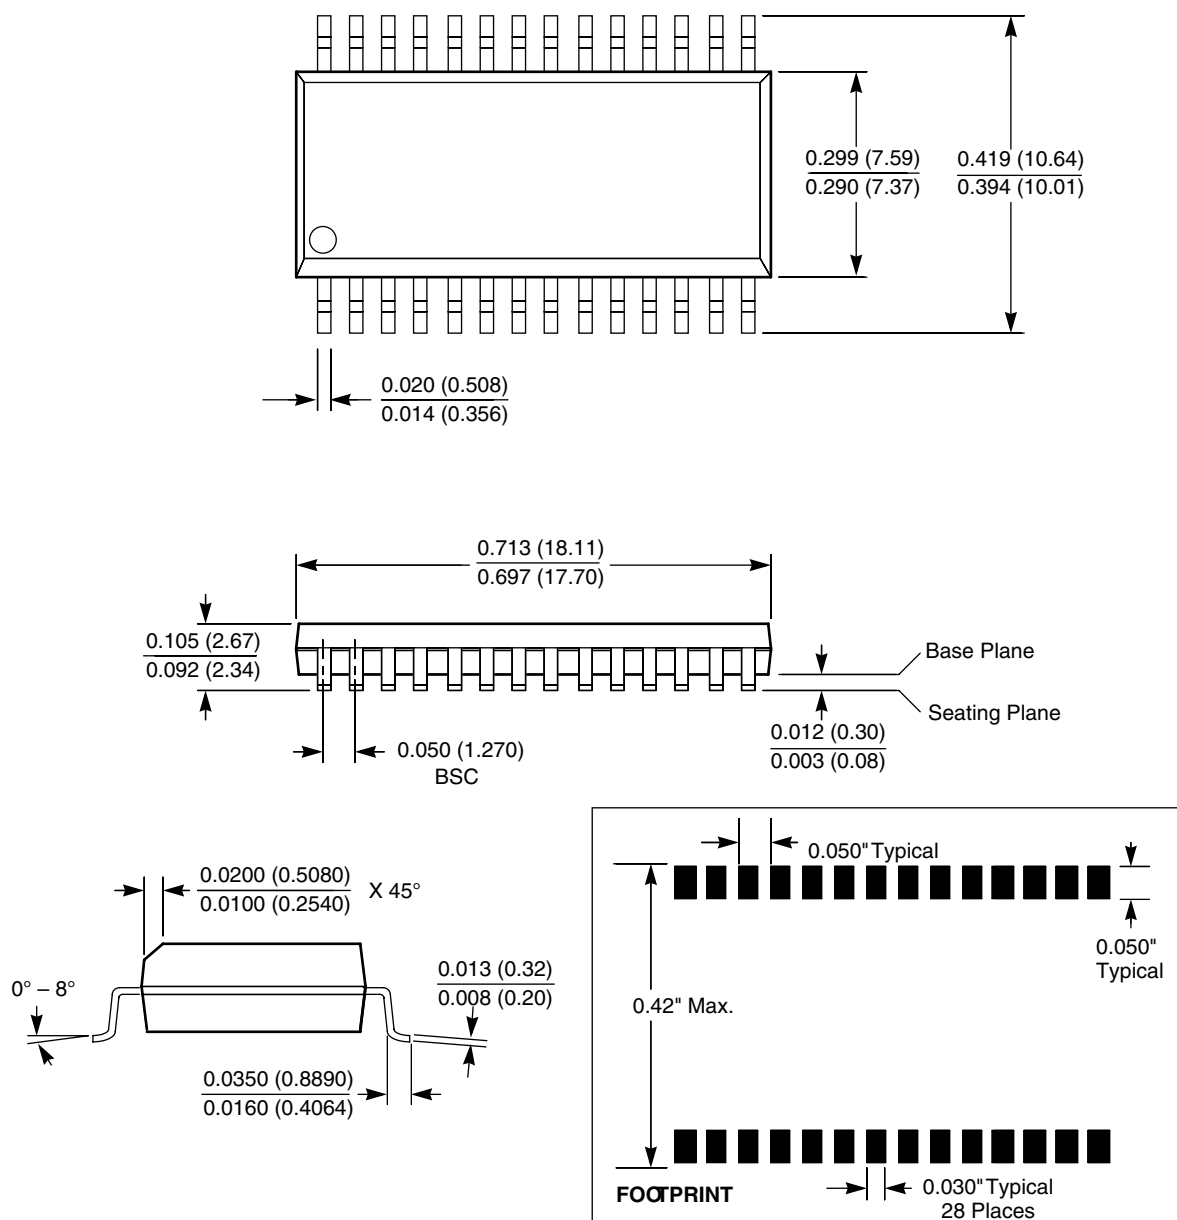 0.299 (7.59)
0.290 (7.37)
0.419 (10.64)
0.394 (10.01)
0.020 (0.508)
0.014 (0.356)
0.713 (18.11)
0.697 (17.70)
0.105 (2.67)
0.092 (2.34)
Base Plane
Seating Plane
0.012 (0.30)
0.003 (0.08)
0.050 (1.270)
BSC
0.0200 (0.5080)
0.0100 (0.2540)
X 45°
0° – 8°
0.013 (0.32)
0.008 (0.20)
0.0350 (0.8890)
0.0160 (0.4064)
0.050" Typical
0.050"
Typical
0.42" Max.
FOOTPRINT
0.030" Typical
28 Places